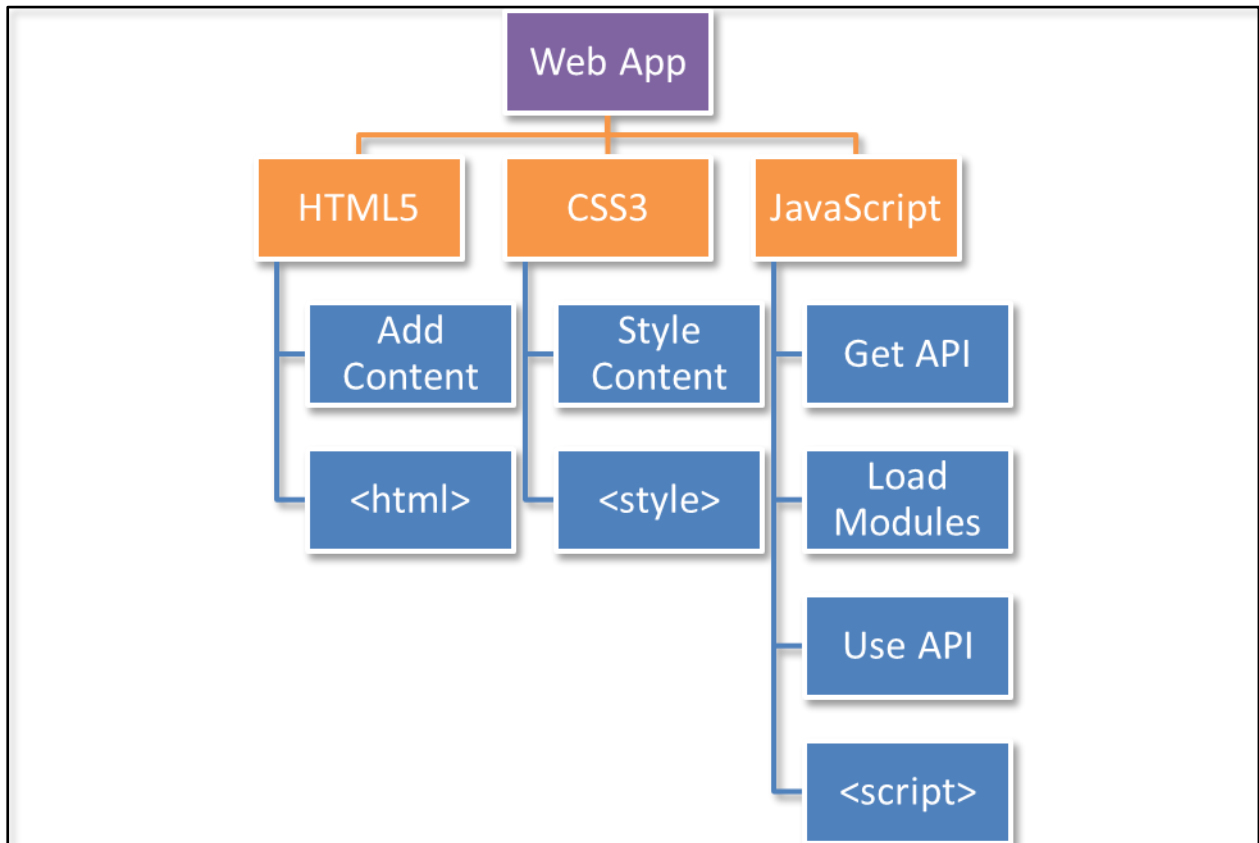 Web App
HTML5
CSS3
JavaScript
Add
Content
Style
Content
Get API
<html>
<style>
Load
Modules
Use API
<script>